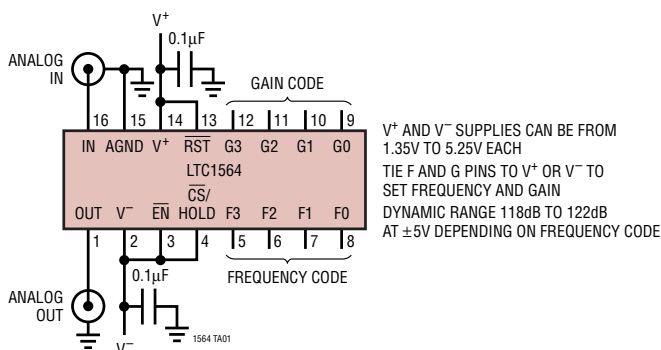 V+
0.1µF
ANALOG
IN
GAIN CODE
16 15 14 13 12 11 10 9
IN AGND V+ RST G3 G2 G1 G0
LTC1564
CS/
OUT V− EN HOLD F3 F2 F1 F0
1 2 3 4 5 6 7 8
0.1µF
FREQUENCY CODE
ANALOG
OUT
V−
1564 TA01
V+ AND V− SUPPLIES CAN BE FROM
1.35V TO 5.25V EACH
TIE F AND G PINS TO V+ OR V− TO
SET FREQUENCY AND GAIN
DYNAMIC RANGE 118dB TO 122dB
AT ±5V DEPENDING ON FREQUENCY CODE